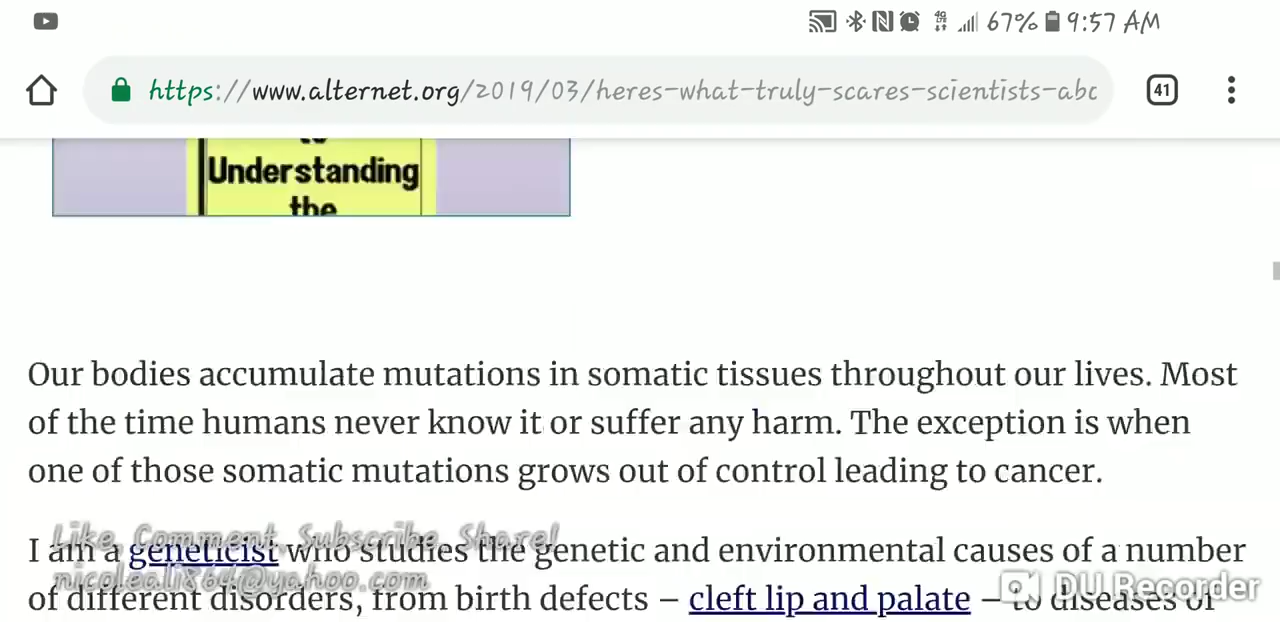 67% 9:57 AM
https://www.alternet.org/2019/03/heres-what-truly-scares-scientists-abc
41
Understanding
the
Our bodies accumulate mutations in somatic tissues throughout our lives. Most
of the time humans never know it or suffer any harm. The exception is when
one of those somatic mutations grows out of control leading to cancer.
Like, Comment, Subscribe, Share!
I am a geneticist who studies the genetic and environmental causes of a number
nicoleali864@yahoo.com
DU Recorder
of different disorders, from birth defects – cleft lip and palate – to diseases of